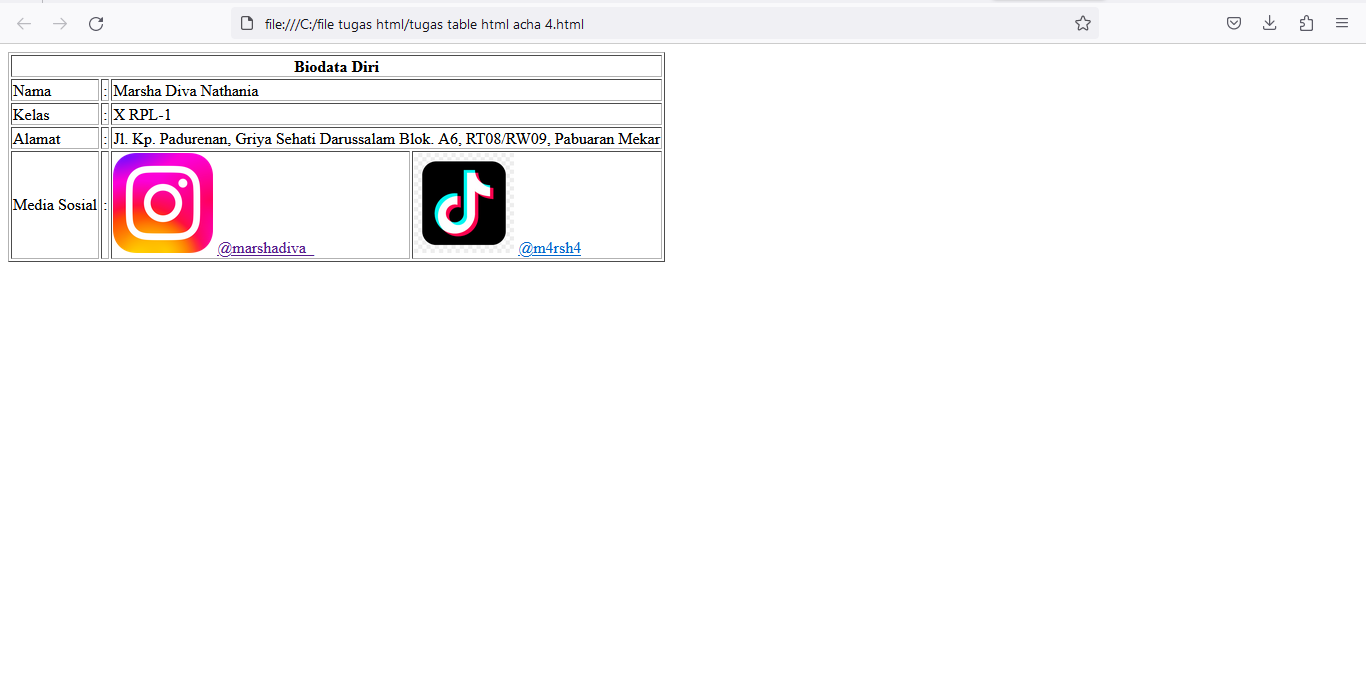 file:///C:/file tugas html/tugas table html acha 4.html
Biodata Diri
Nama : Marsha Diva Nathania
Kelas : X RPL-1
Alamat : Jl. Kp. Padurenan, Griya Sehati Darussalam Blok. A6, RT08/RW09, Pabuaran Mekar
Media Sosial : @marshadiva_ @m4rsh4